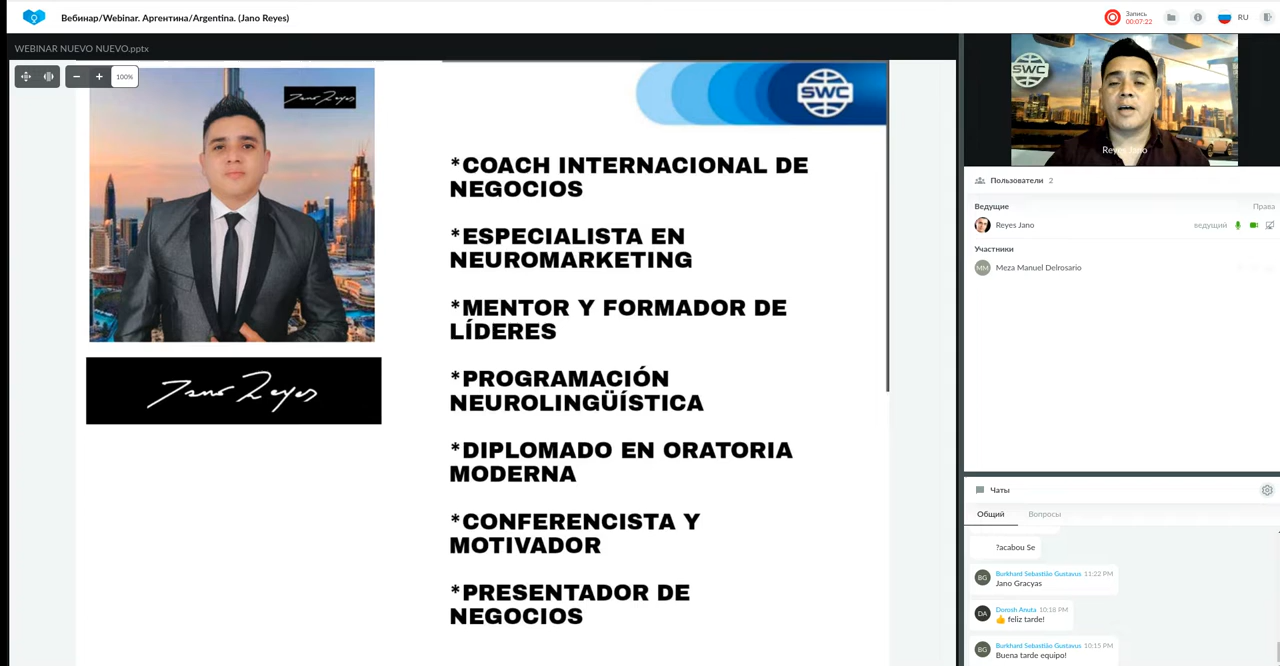 Вебинар/Webinar. Аргентина/Argentina. (Jano Reyes)
Запись
00:07:22
RU
WEBINAR NUEVO NUEVO.pptx
100%
Jano Reyes
SWC
*COACH INTERNACIONAL DE
NEGOCIOS
*ESPECIALISTA EN
NEUROMARKETING
*MENTOR Y FORMADOR DE
LÍDERES
*PROGRAMACIÓN
NEUROLINGÜÍSTICA
*DIPLOMADO EN ORATORIA
MODERNA
*CONFERENCISTA Y
MOTIVADOR
*PRESENTADOR DE
NEGOCIOS
Jano Reyes
SWC
Reyes Jano
Пользователи 2
Ведущие Права
Reyes Jano ведущий
Участники
MM Meza Manuel Delrosario
Чаты
Общий Вопросы
?acabou Se
BG Burkhard Sebastião Gustavus 11:22 PM
Jano Gracyas
DA Dorosh Anuta 10:18 PM
👍 feliz tarde!
BG Burkhard Sebastião Gustavus 10:15 PM
Buena tarde equipo!